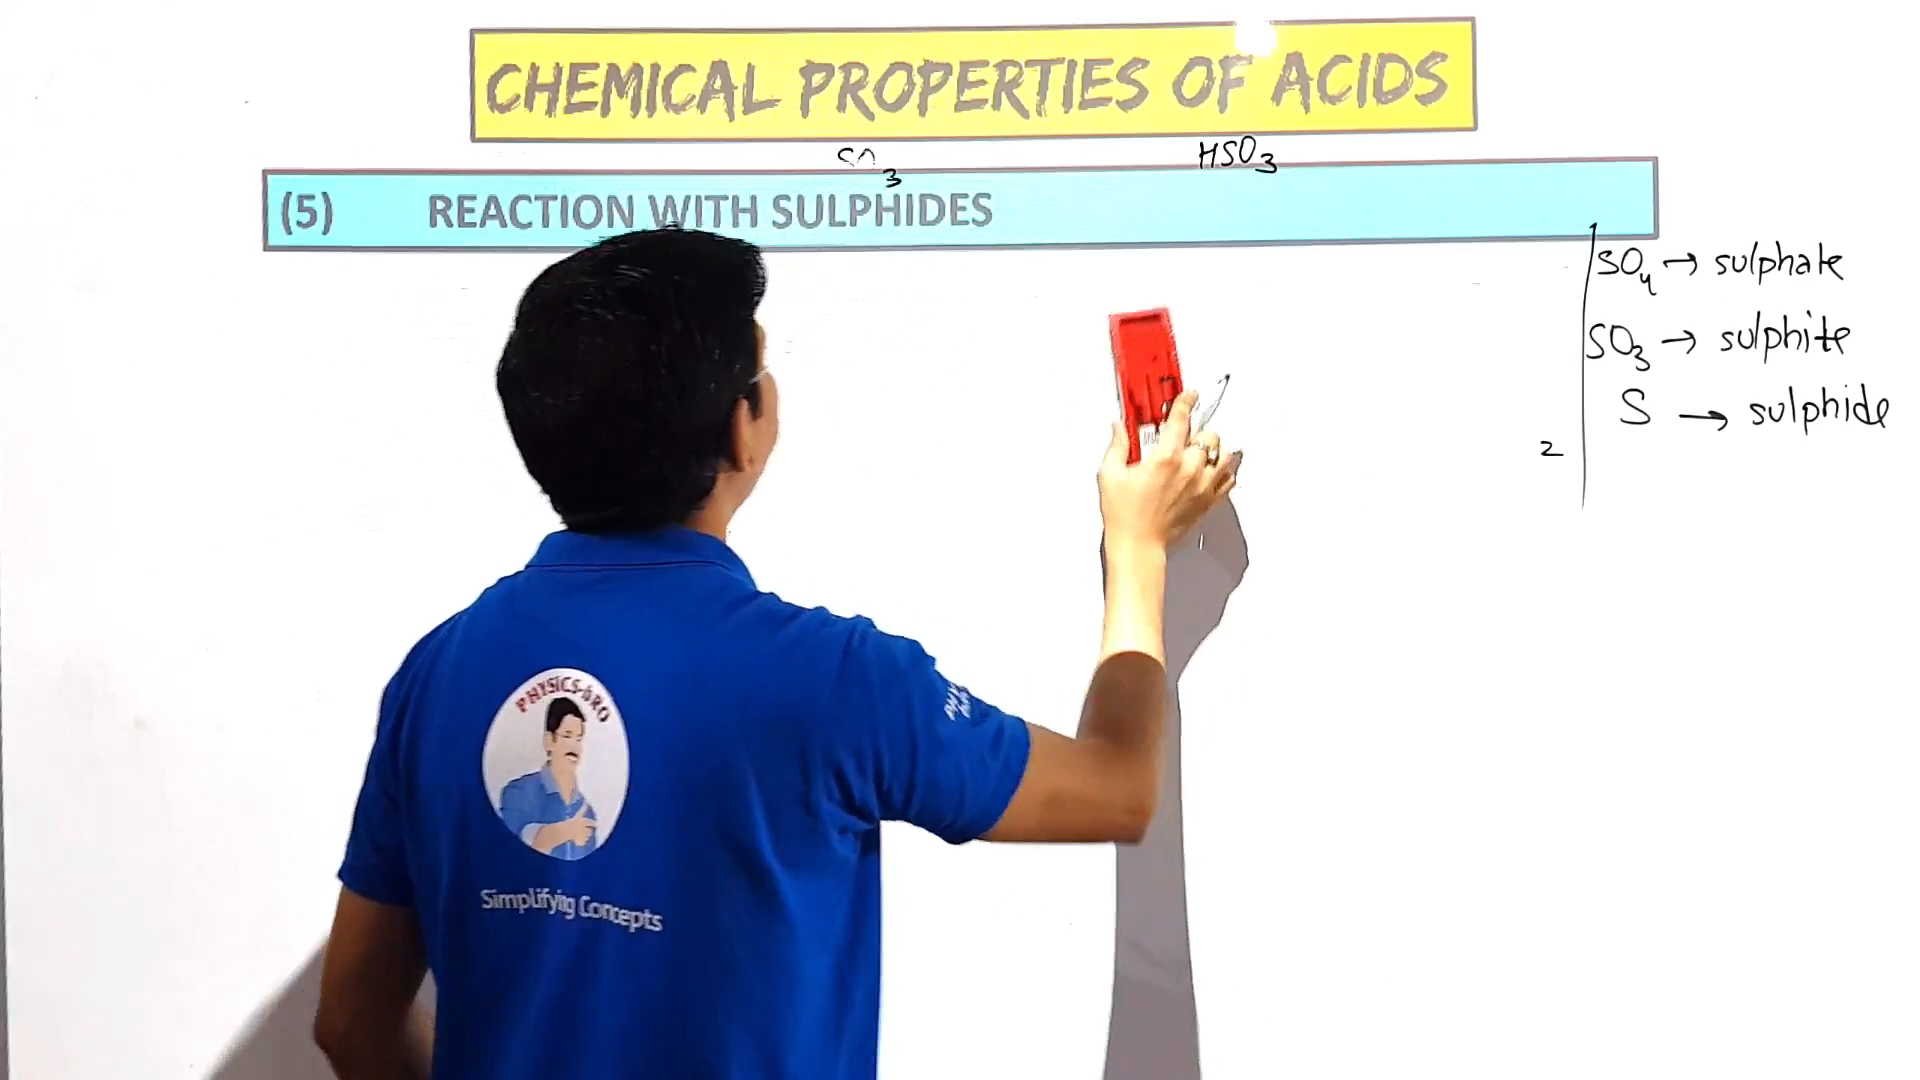 CHEMICAL PROPERTIES OF ACIDS
SO3 HSO3
(5) REACTION WITH SULPHIDES
SO4 → sulphate
SO3 → sulphite
S → sulphide
2
PHYSICS-bRO
Simplifying Concepts